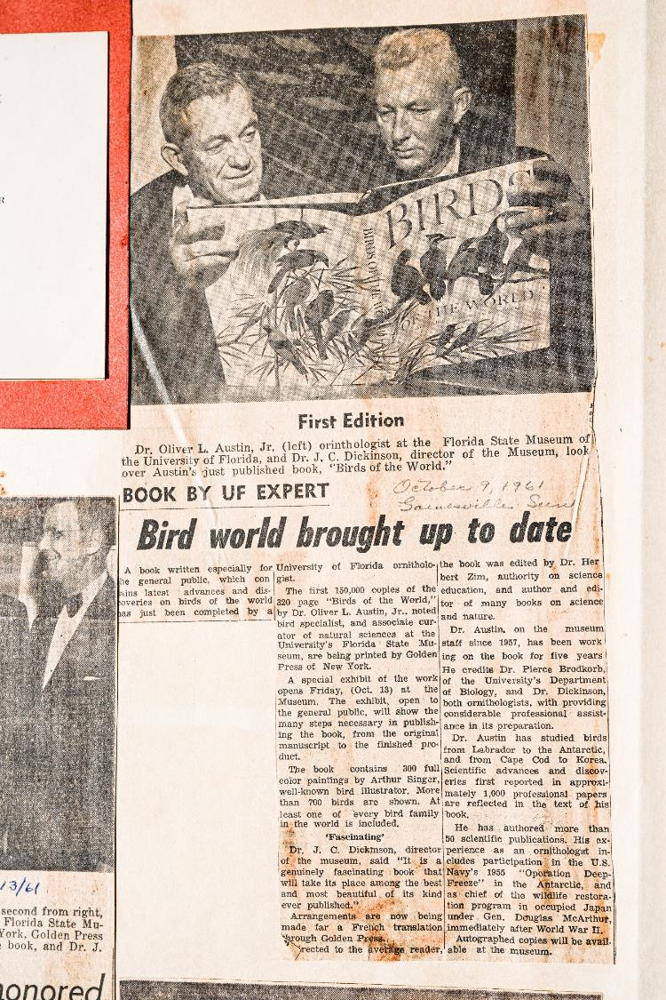 R
BIRDS
BIRDS OF THE WORLD
OF THE WORLD
First Edition
Dr. Oliver L. Austin, Jr. (left) orinthologist at the Florida State Museum of
the University of Florida, and Dr. J. C. Dickinson, director of the Museum, look
over Austin's just published book, "Birds of the World."
BOOK BY UF EXPERT
October 9, 1961
Gainesville Sun
Bird world brought up to date
A book written especially for
he general public, which con
ains latest advances and dis-
overies on birds of the world
has just been completed by a
University of Florida ornitholo-
gist.
The first 150,000 copies of the
320 page "Birds of the World,"
by Dr. Oliver L. Austin, Jr.. noted
bird specialist, and associate cur-
ator of natural sciences at the
University's Florida State Mu-
seum, are being printed by Golden
Press of New York.
A special exhibit of the work
opens Friday, (Oct. 13) at the
Museum. The exhibit, open to
the general public, will show the
many steps necessary in publish-
ing the book, from the original
manuscript to the finished pro-
duct.
The book contains 300 full
color paintings by Arthur Singer,
well-known bird illustrator. More
than 700 birds are shown. At
least one of every bird family
in the world is included.
'Fascinating'
Dr. J. C. Dickinson, director
of the museum, said "It is a
genuinely fascinating book that
will take its place among the best
and most beautiful of its kind
ever published."
Arrangements are now being
made far a French translation
through Golden Press.
irected to the average reader,
the book was edited by Dr. Her
bert Zim, authority on science
education, and author and edi-
tor of many books on science
and nature.
Dr. Austin, on the museum
staff since 1957, has been work
ing on the book for five years
He credits Dr. Pierce Brodkorb,
of the University's Department
of Biology, and Dr. Dickinson,
both ornithologists, with providing
considerable professional assist-
ance in its preparation.
Dr. Austin has studied birds
from Labrador to the Antarctic,
and from Cape Cod to Korea.
Scientific advances and discov-
eries first reported in approxi-
mately 1,000 professional papers
are reflected in the text of his
book.
He has authored more than
50 scientific publications. His ex-
perience as an ornithologist in-
cludes participation in the U.S.
Navy's 1955 "Oporation Deep-
Freeze" in the Antarctic, and
as chief of the wildlife restora-
tion program in occupied Japan
under Gen. Douglas McArthur,
immediately after World War II.
Autographed copies will be avail-
able at the museum.
13/61
second from right,
Florida State Mu-
York, Golden Press
book, and Dr. J.
honored